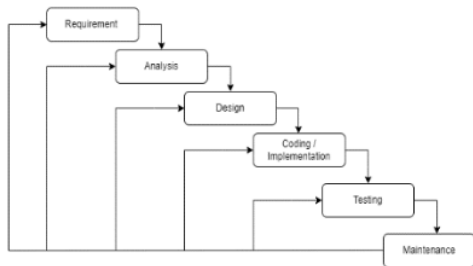 Requirement
Analysis
Design
Coding /
Implementation
Testing
Maintenance